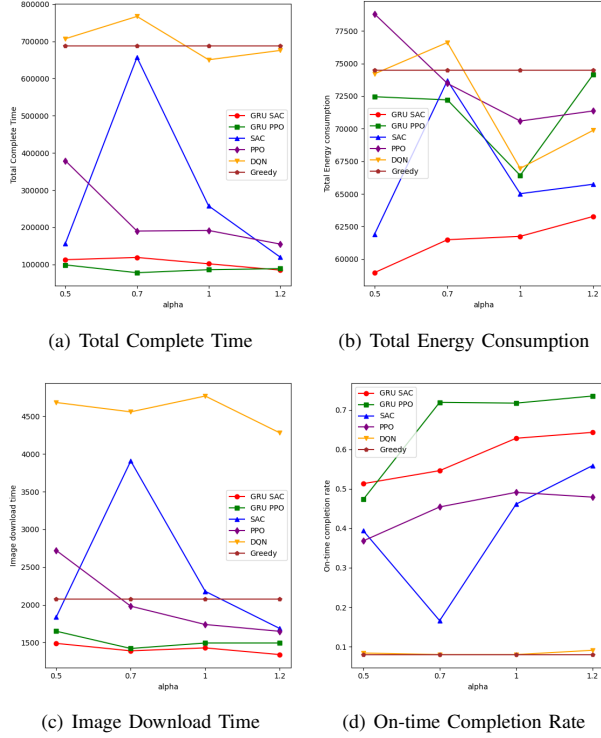 800000
700000
600000
500000
400000
300000
200000
100000
Total Complete Time
GRU SAC
GRU PPO
SAC
PPO
DQN
Greedy
0.5 0.7 1 1.2
alpha
(a) Total Complete Time
77500
75000
72500
70000
67500
65000
62500
60000
Total Energy consumption
GRU SAC
GRU PPO
SAC
PPO
DQN
Greedy
0.5 0.7 1 1.2
alpha
(b) Total Energy Consumption
4500
4000
3500
3000
2500
2000
1500
Image download time
GRU SAC
GRU PPO
SAC
PPO
DQN
Greedy
0.5 0.7 1 1.2
alpha
(c) Image Download Time
0.7
0.6
0.5
0.4
0.3
0.2
0.1
On-time completion rate
GRU SAC
GRU PPO
SAC
PPO
DQN
Greedy
0.5 0.7 1 1.2
alpha
(d) On-time Completion Rate